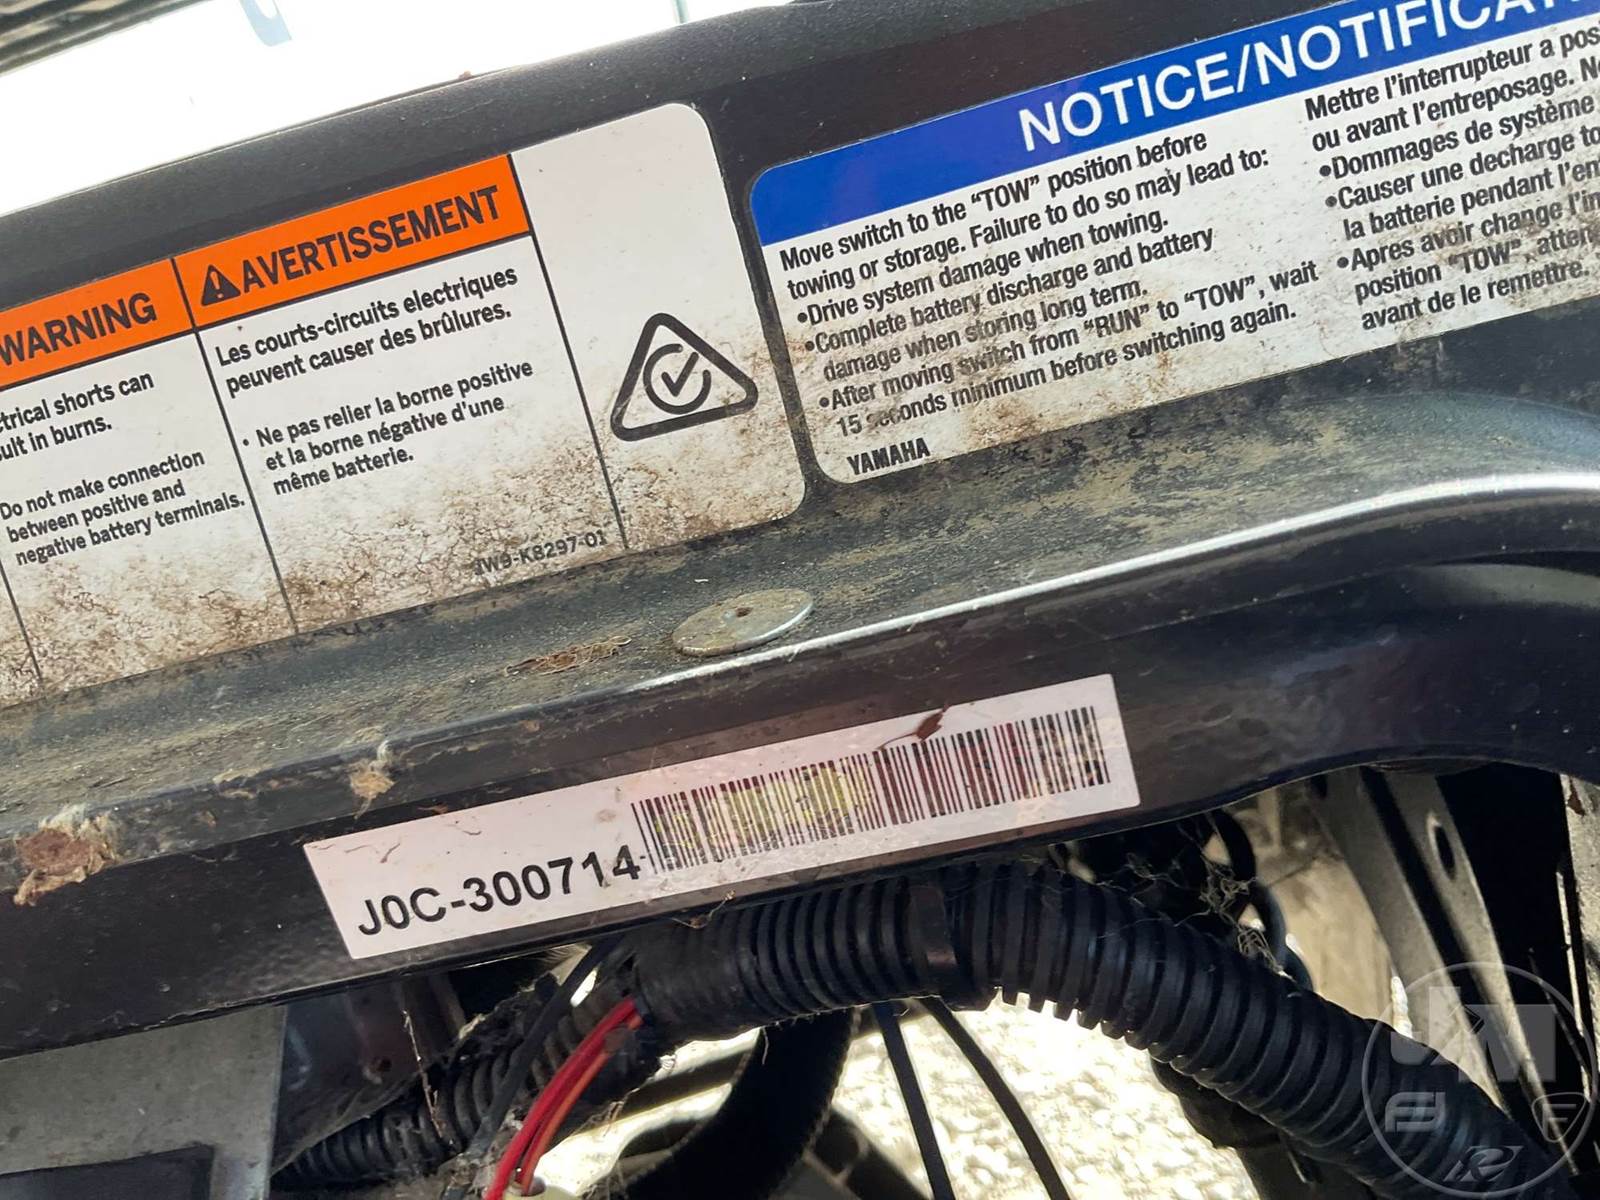 WARNING
AVERTISSEMENT
trical shorts can
ult in burns.
Do not make connection
between positive and
negative battery terminals.
Les courts-circuits electriques
peuvent causer des brûlures.
• Ne pas relier la borne positive
et la borne négative d'une
même batterie.
JW9-K8297-01
NOTICE/NOTIFICAT
Move switch to the "TOW" position before
towing or storage. Failure to do so may lead to:
•Drive system damage when towing.
•Complete battery discharge and battery
damage when storing long term.
•After moving switch from "RUN" to "TOW", wait
15 seconds minimum before switching again.
YAMAHA
Mettre l'interrupteur a pos
ou avant l'entreposage. N
•Dommages de système
•Causer une decharge to
la batterie pendant l'en
•Apres avoir change l'in
position "TOW", atten
avant de le remettre.
J0C-300714
JM